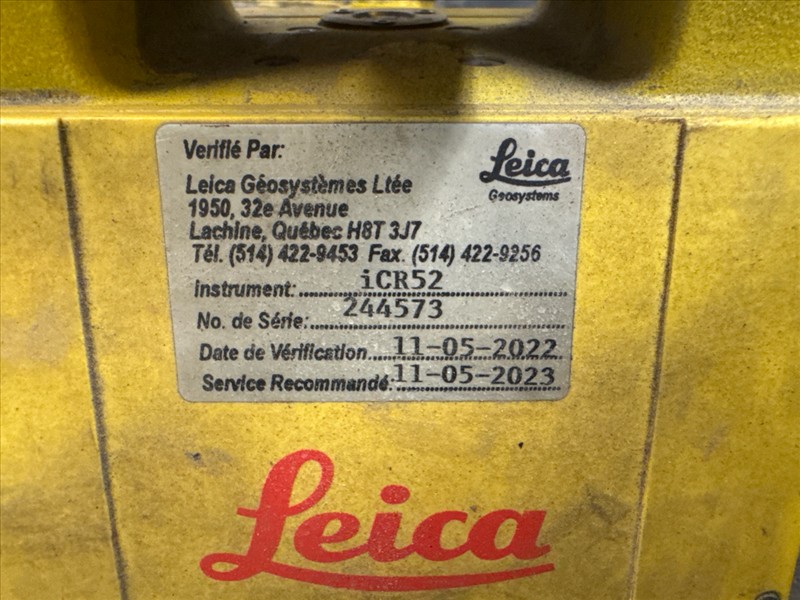 Verifié Par:
Leica
Geosystems
Leica Géosystèmes Ltée
1950, 32e Avenue
Lachine, Québec H8T 3J7
Tél. (514) 422-9453 Fax. (514) 422-9256
Instrument: iCR52
No. de Série: 244573
Date de Vérification 11-05-2022
Service Recommandé: 11-05-2023
Leica